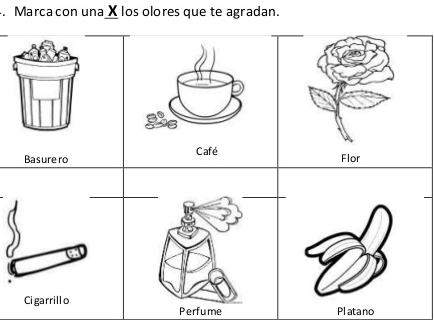 . Marca con una X los olores que te agradan.
Basurero
Café
Flor
Cigarrillo
Perfume
Platano